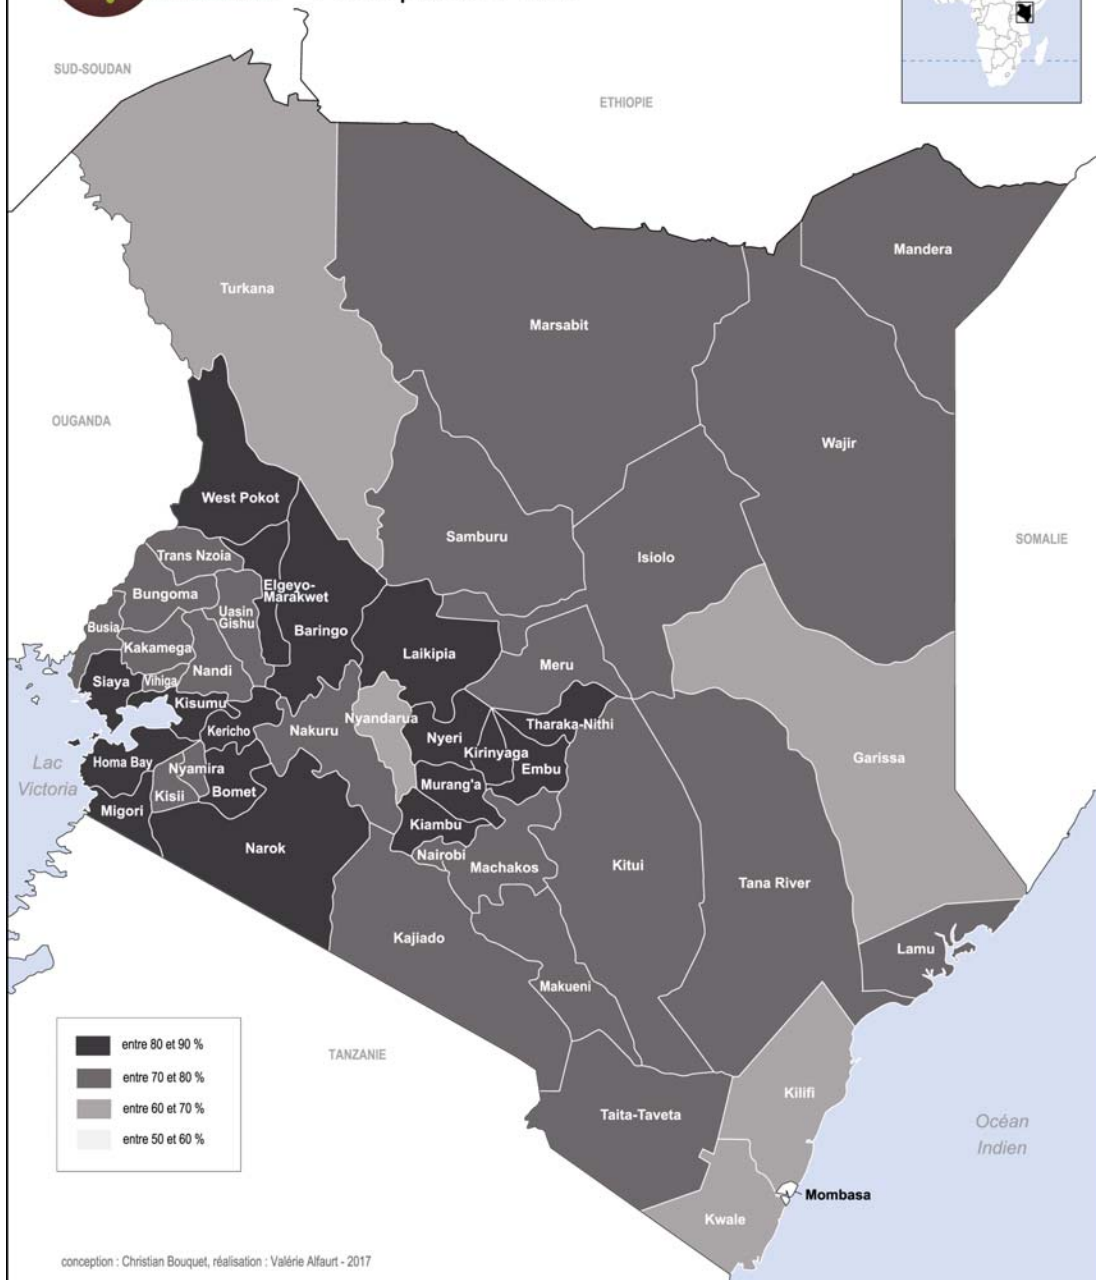 SUD-SOUDAN
ETHIOPIE
Mandera
Turkana
Marsabit
OUGANDA
Wajir
West Pokot
Samburu
SOMALIE
Trans Nzoia
Isiolo
Elgeyo-
Marakwet
Bungoma
Uasin
Gishu
Busia
Baringo
Kakamega
Laikipia
Meru
Nandi
Siaya
Vihiga
Kisumu
Nyandarua
Tharaka-Nithi
Kericho
Nakuru
Nyeri
Kirinyaga
Garissa
Lac
Victoria
Homa Bay
Nyamira
Embu
Kisii
Bomet
Murang'a
Migori
Kiambu
Narok
Nairobi
Machakos
Kitui
Tana River
Kajiado
Lamu
Makueni
entre 80 et 90 %
entre 70 et 80 %
entre 60 et 70 %
entre 50 et 60 %
TANZANIE
Kilifi
Taita-Taveta
Océan
Indien
Mombasa
Kwale
conception : Christian Bouquet, réalisation : Valérie Alfaurt - 2017